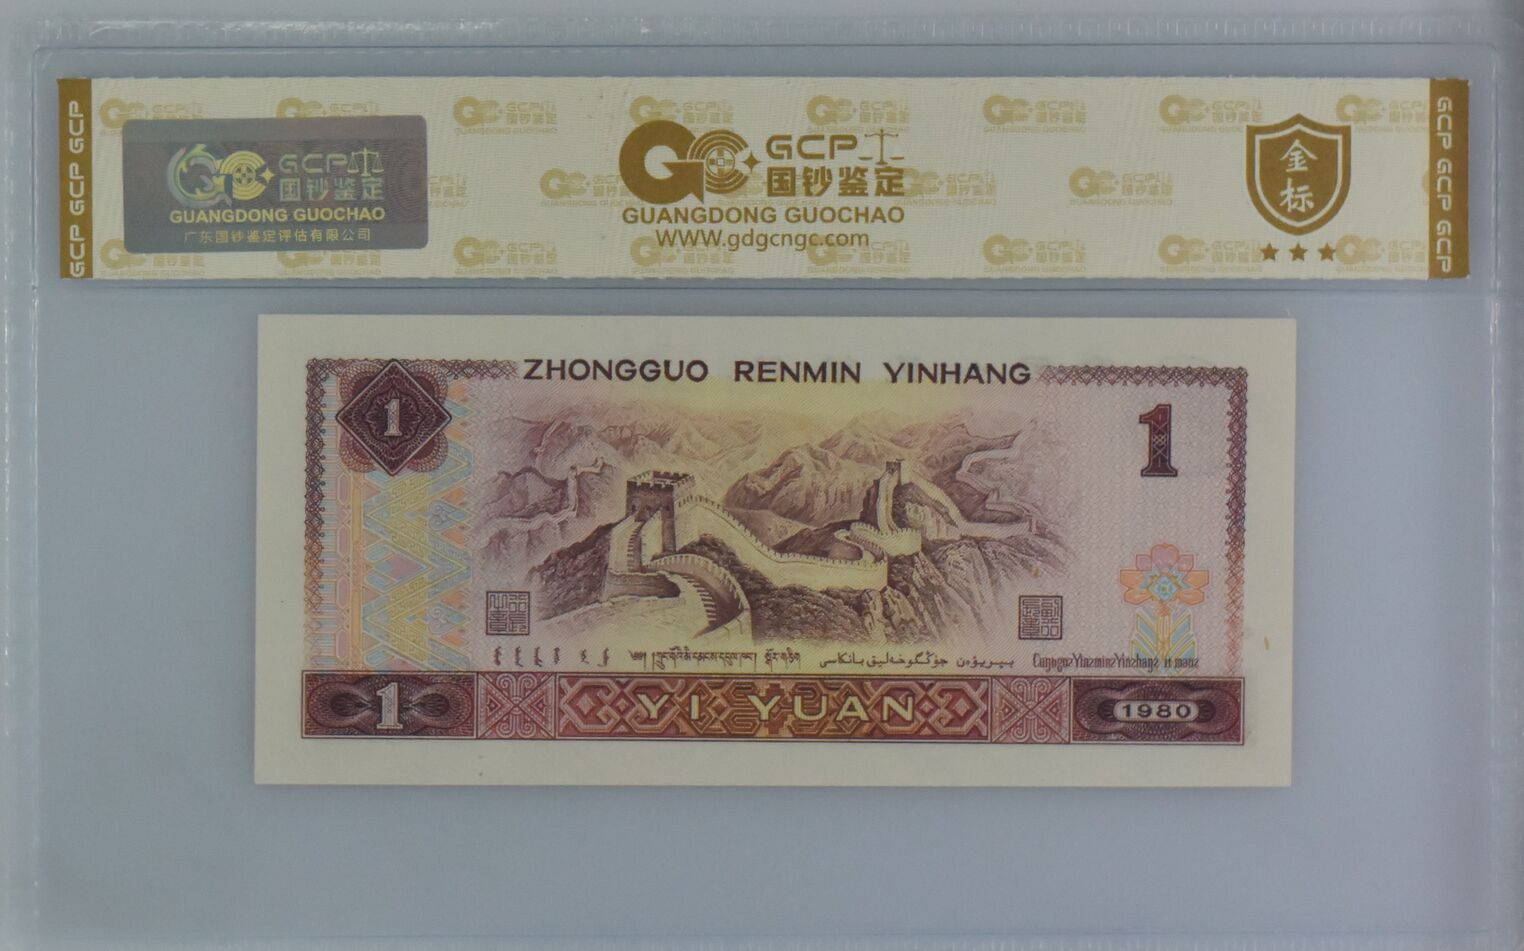 GCP GCP GCP
GCP
国钞鉴定
GUANGDONG GUOCHAO
广东国钞鉴定评估有限公司
GCP
国钞鉴定
GUANGDONG GUOCHAO
WWW.gdgcngc.com
金
标
GCP GCP GCP
ZHONGGUO RENMIN YINHANG
1
1
1
YI YUAN
1980